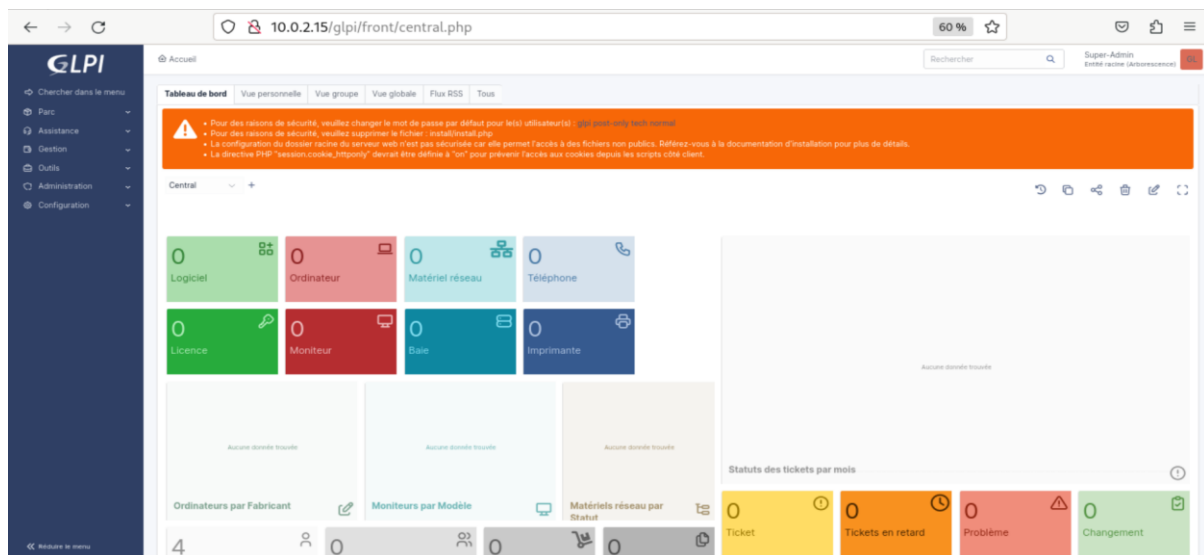 10.0.2.15/glpi/front/central.php
60 %
GLPI
Accueil
Rechercher
Super-Admin
Entité racine (Arborescence)
GL
Chercher dans le menu
Parc
Assistance
Gestion
Outils
Administration
Configuration
Réduire le menu
Tableau de bord
Vue personnelle
Vue groupe
Vue globale
Flux RSS
Tous
Pour des raisons de sécurité, veuillez changer le mot de passe par défaut pour le(s) utilisateur(s) : glpi post-only tech normal
Pour des raisons de sécurité, veuillez supprimer le fichier : install/install.php
La configuration du dossier racine du serveur web n'est pas sécurisée car elle permet l'accès à des fichiers non publics. Référez-vous à la documentation d'installation pour plus de détails.
La directive PHP "session.cookie_httponly" devrait être définie à "on" pour prévenir l'accès aux cookies depuis les scripts côté client.
Central
0
Logiciel
0
Ordinateur
0
Matériel réseau
0
Téléphone
0
Licence
0
Moniteur
0
Baie
0
Imprimante
Aucune donnée trouvée
Ordinateurs par Fabricant
Aucune donnée trouvée
Moniteurs par Modèle
Aucune donnée trouvée
Matériels réseau par
Statut
Aucune donnée trouvée
Statuts des tickets par mois
4
0
0
0
0
Ticket
0
Tickets en retard
0
Problème
0
Changement